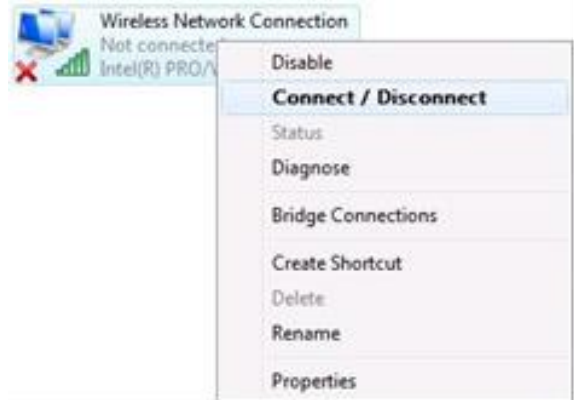 Wireless Network Connection
Not connecte
Intel(R) PRO/
Disable
Connect / Disconnect
Status
Diagnose
Bridge Connections
Create Shortcut
Delete
Rename
Properties